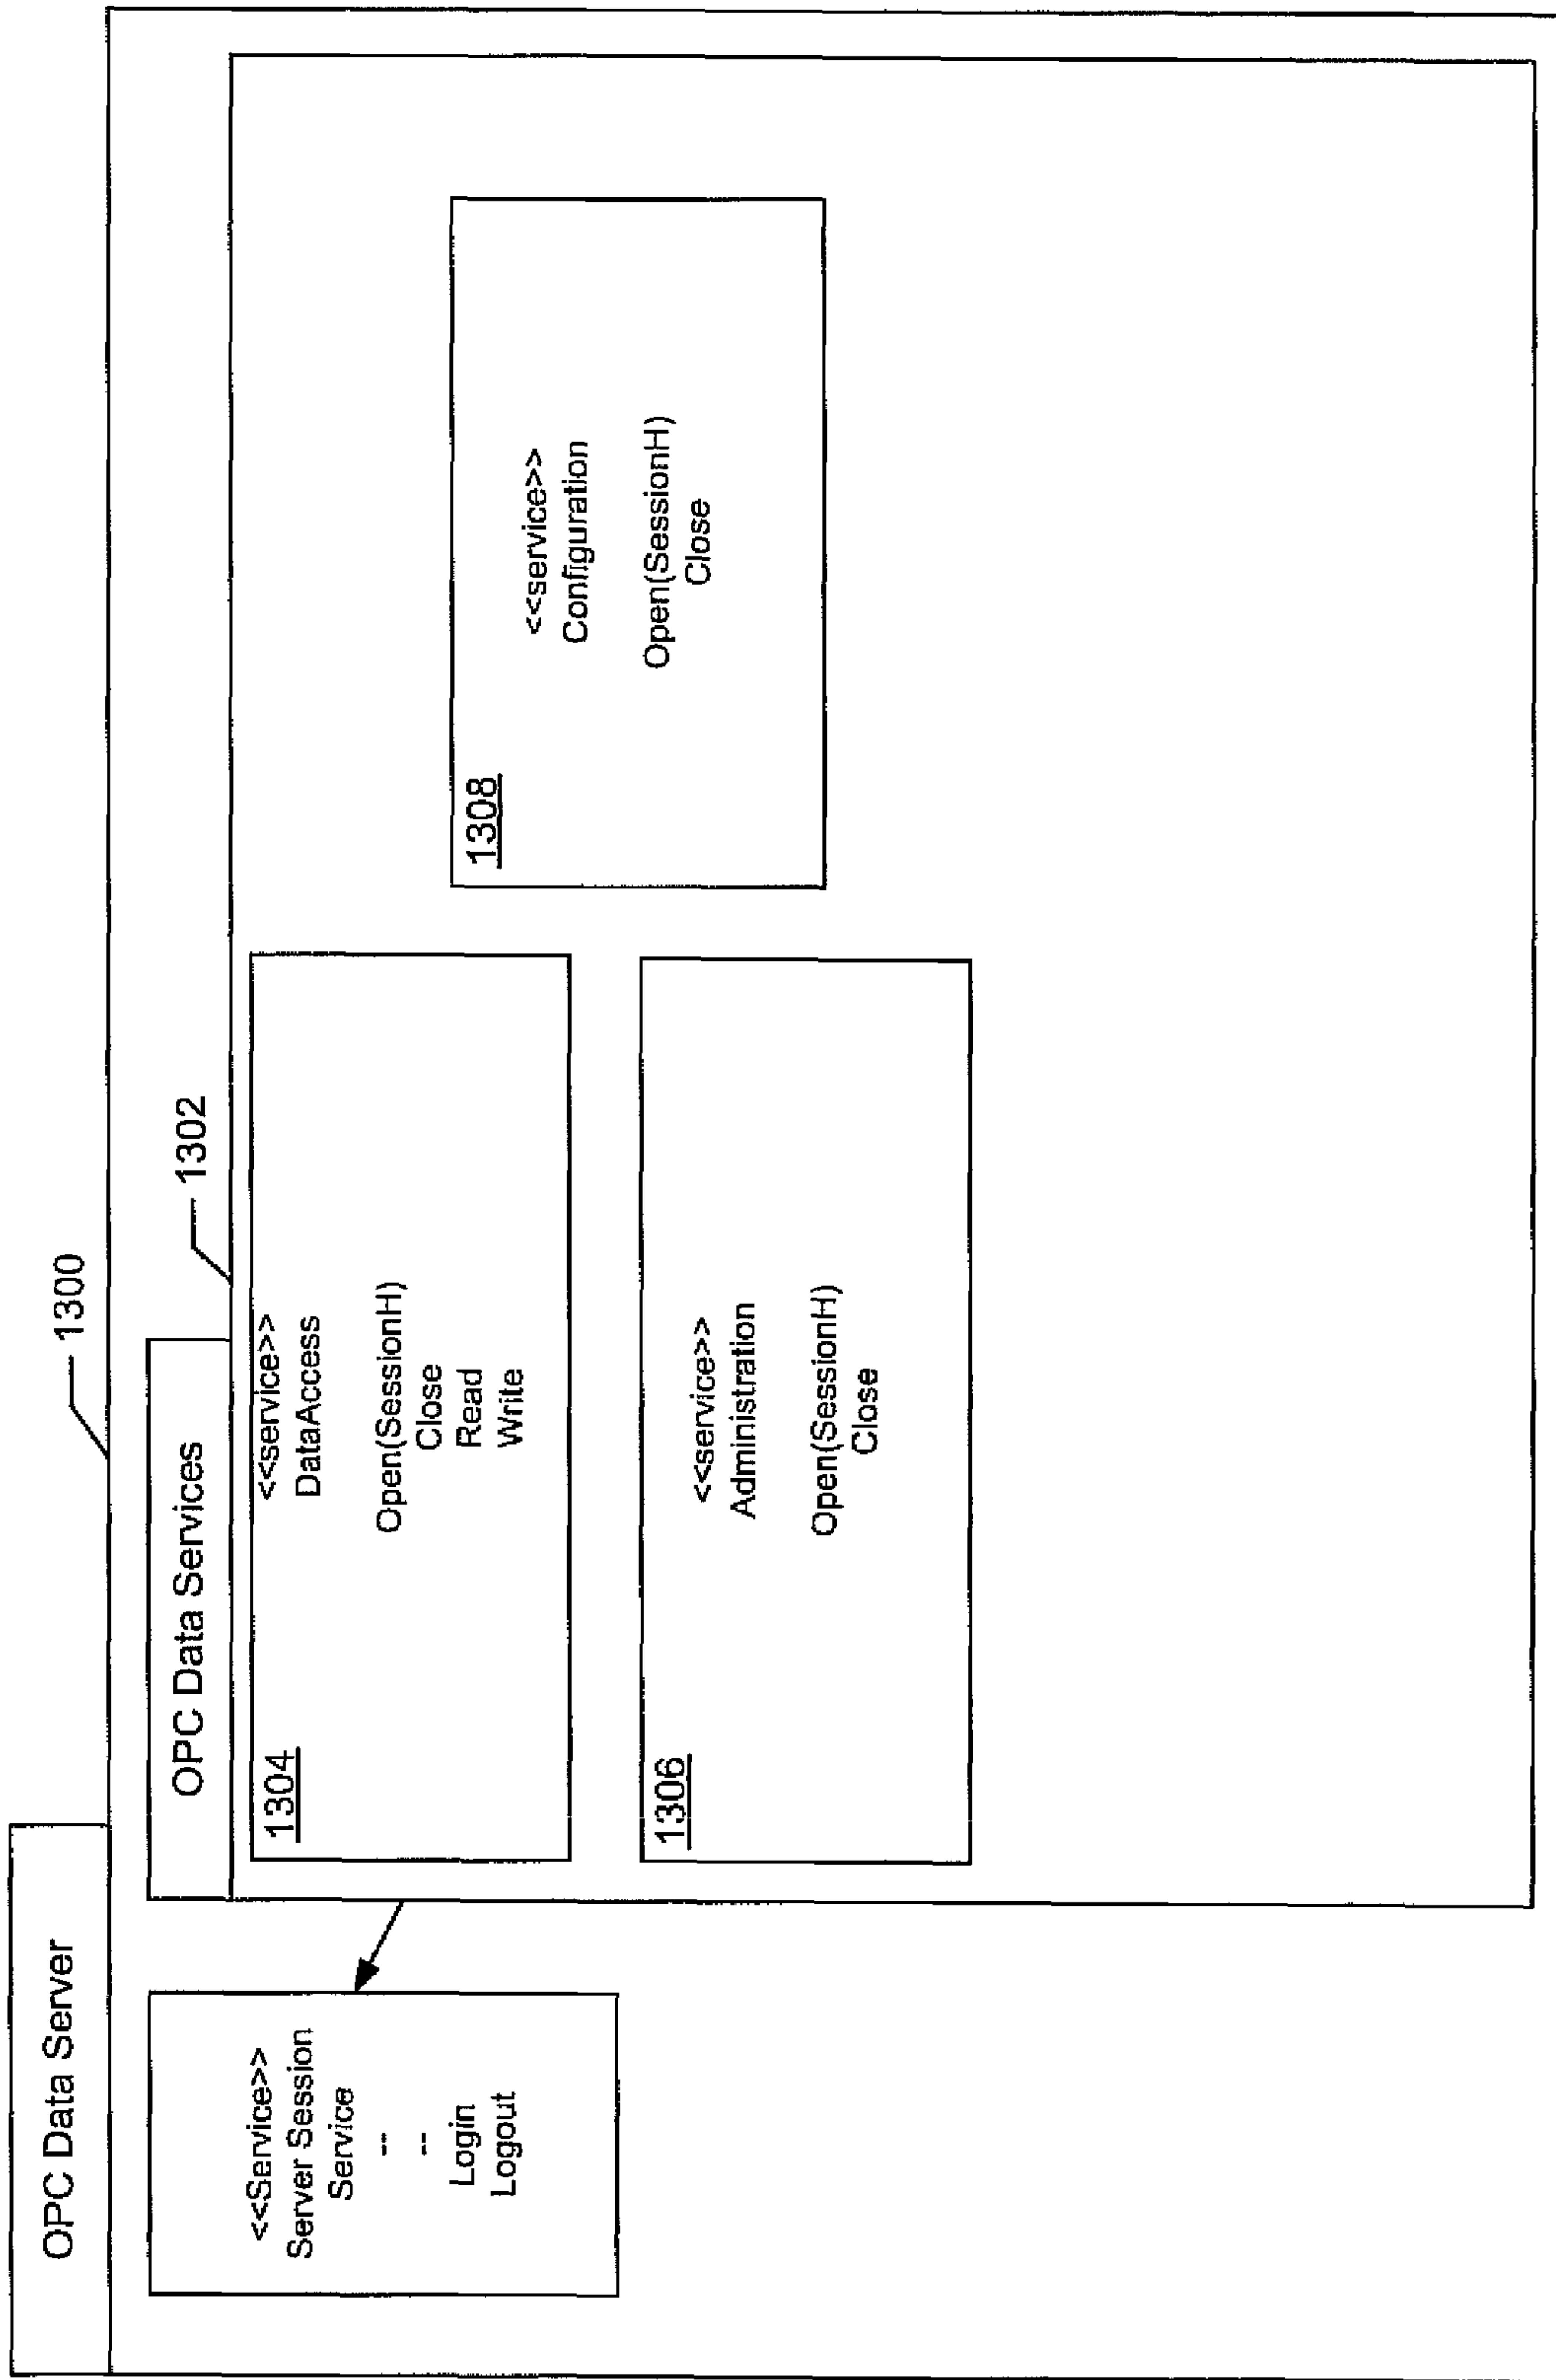 OPC Data Server
1300
<<Service>>
Server Session
Service
--
--
Login
Logout
OPC Data Services
1302
1304
<<service>>
DataAccess
Open(SessionH)
Close
Read
Write
1306
<<service>>
Administration
Open(SessionH)
Close
1308
<<service>>
Configuration
Open(SessionH)
Close